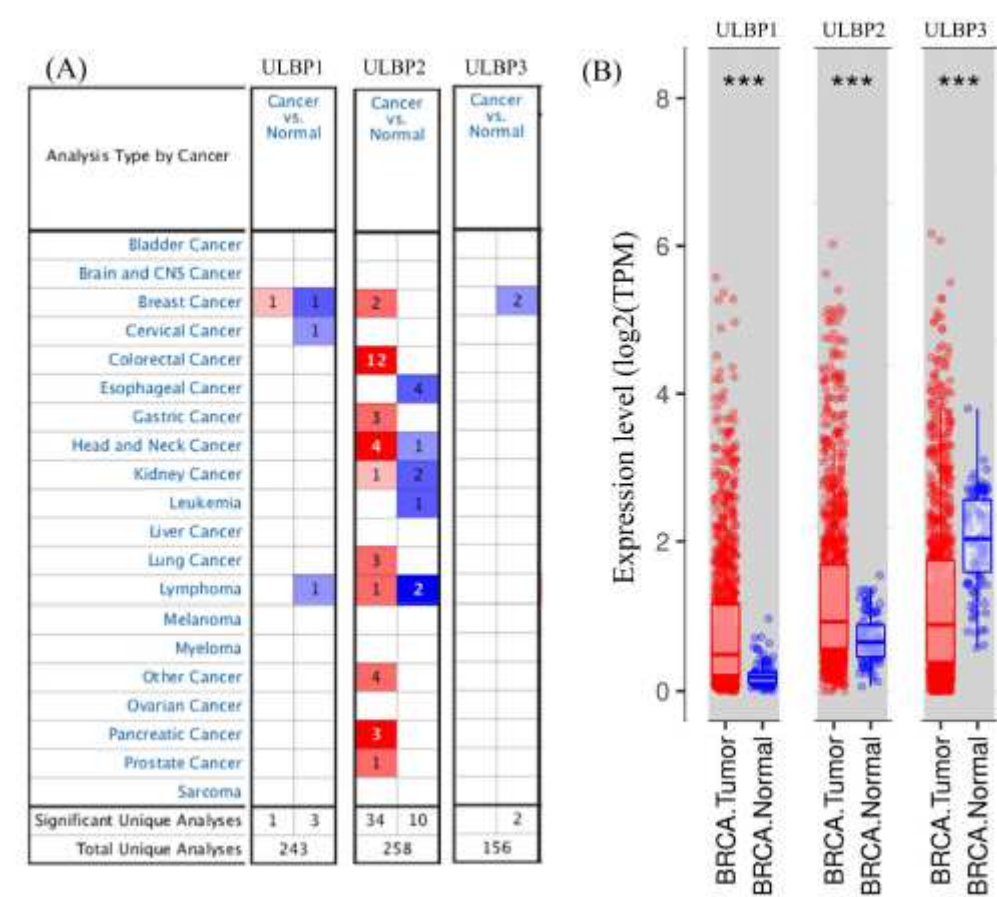 (A)
ULBP1 ULBP2 ULBP3
Analysis Type by Cancer
Cancer vs. Normal
Cancer vs. Normal
Cancer vs. Normal
Bladder Cancer
Brain and CNS Cancer
Breast Cancer 1 1 2 2
Cervical Cancer 1
Colorectal Cancer 12
Esophageal Cancer 4
Gastric Cancer 3
Head and Neck Cancer 4 1
Kidney Cancer 1 2
Leukemia 1
Liver Cancer
Lung Cancer 3
Lymphoma 1 1 2
Melanoma
Myeloma
Other Cancer 4
Ovarian Cancer
Pancreatic Cancer 3
Prostate Cancer 1
Sarcoma
Significant Unique Analyses 1 3 34 10 2
Total Unique Analyses 243 258 156
(B)
ULBP1 ULBP2 ULBP3
*** *** ***
Expression level (log2(TPM)
8
6
4
2
0
BRCA.Tumor
BRCA.Normal
BRCA.Tumor
BRCA.Normal
BRCA.Tumor
BRCA.Normal